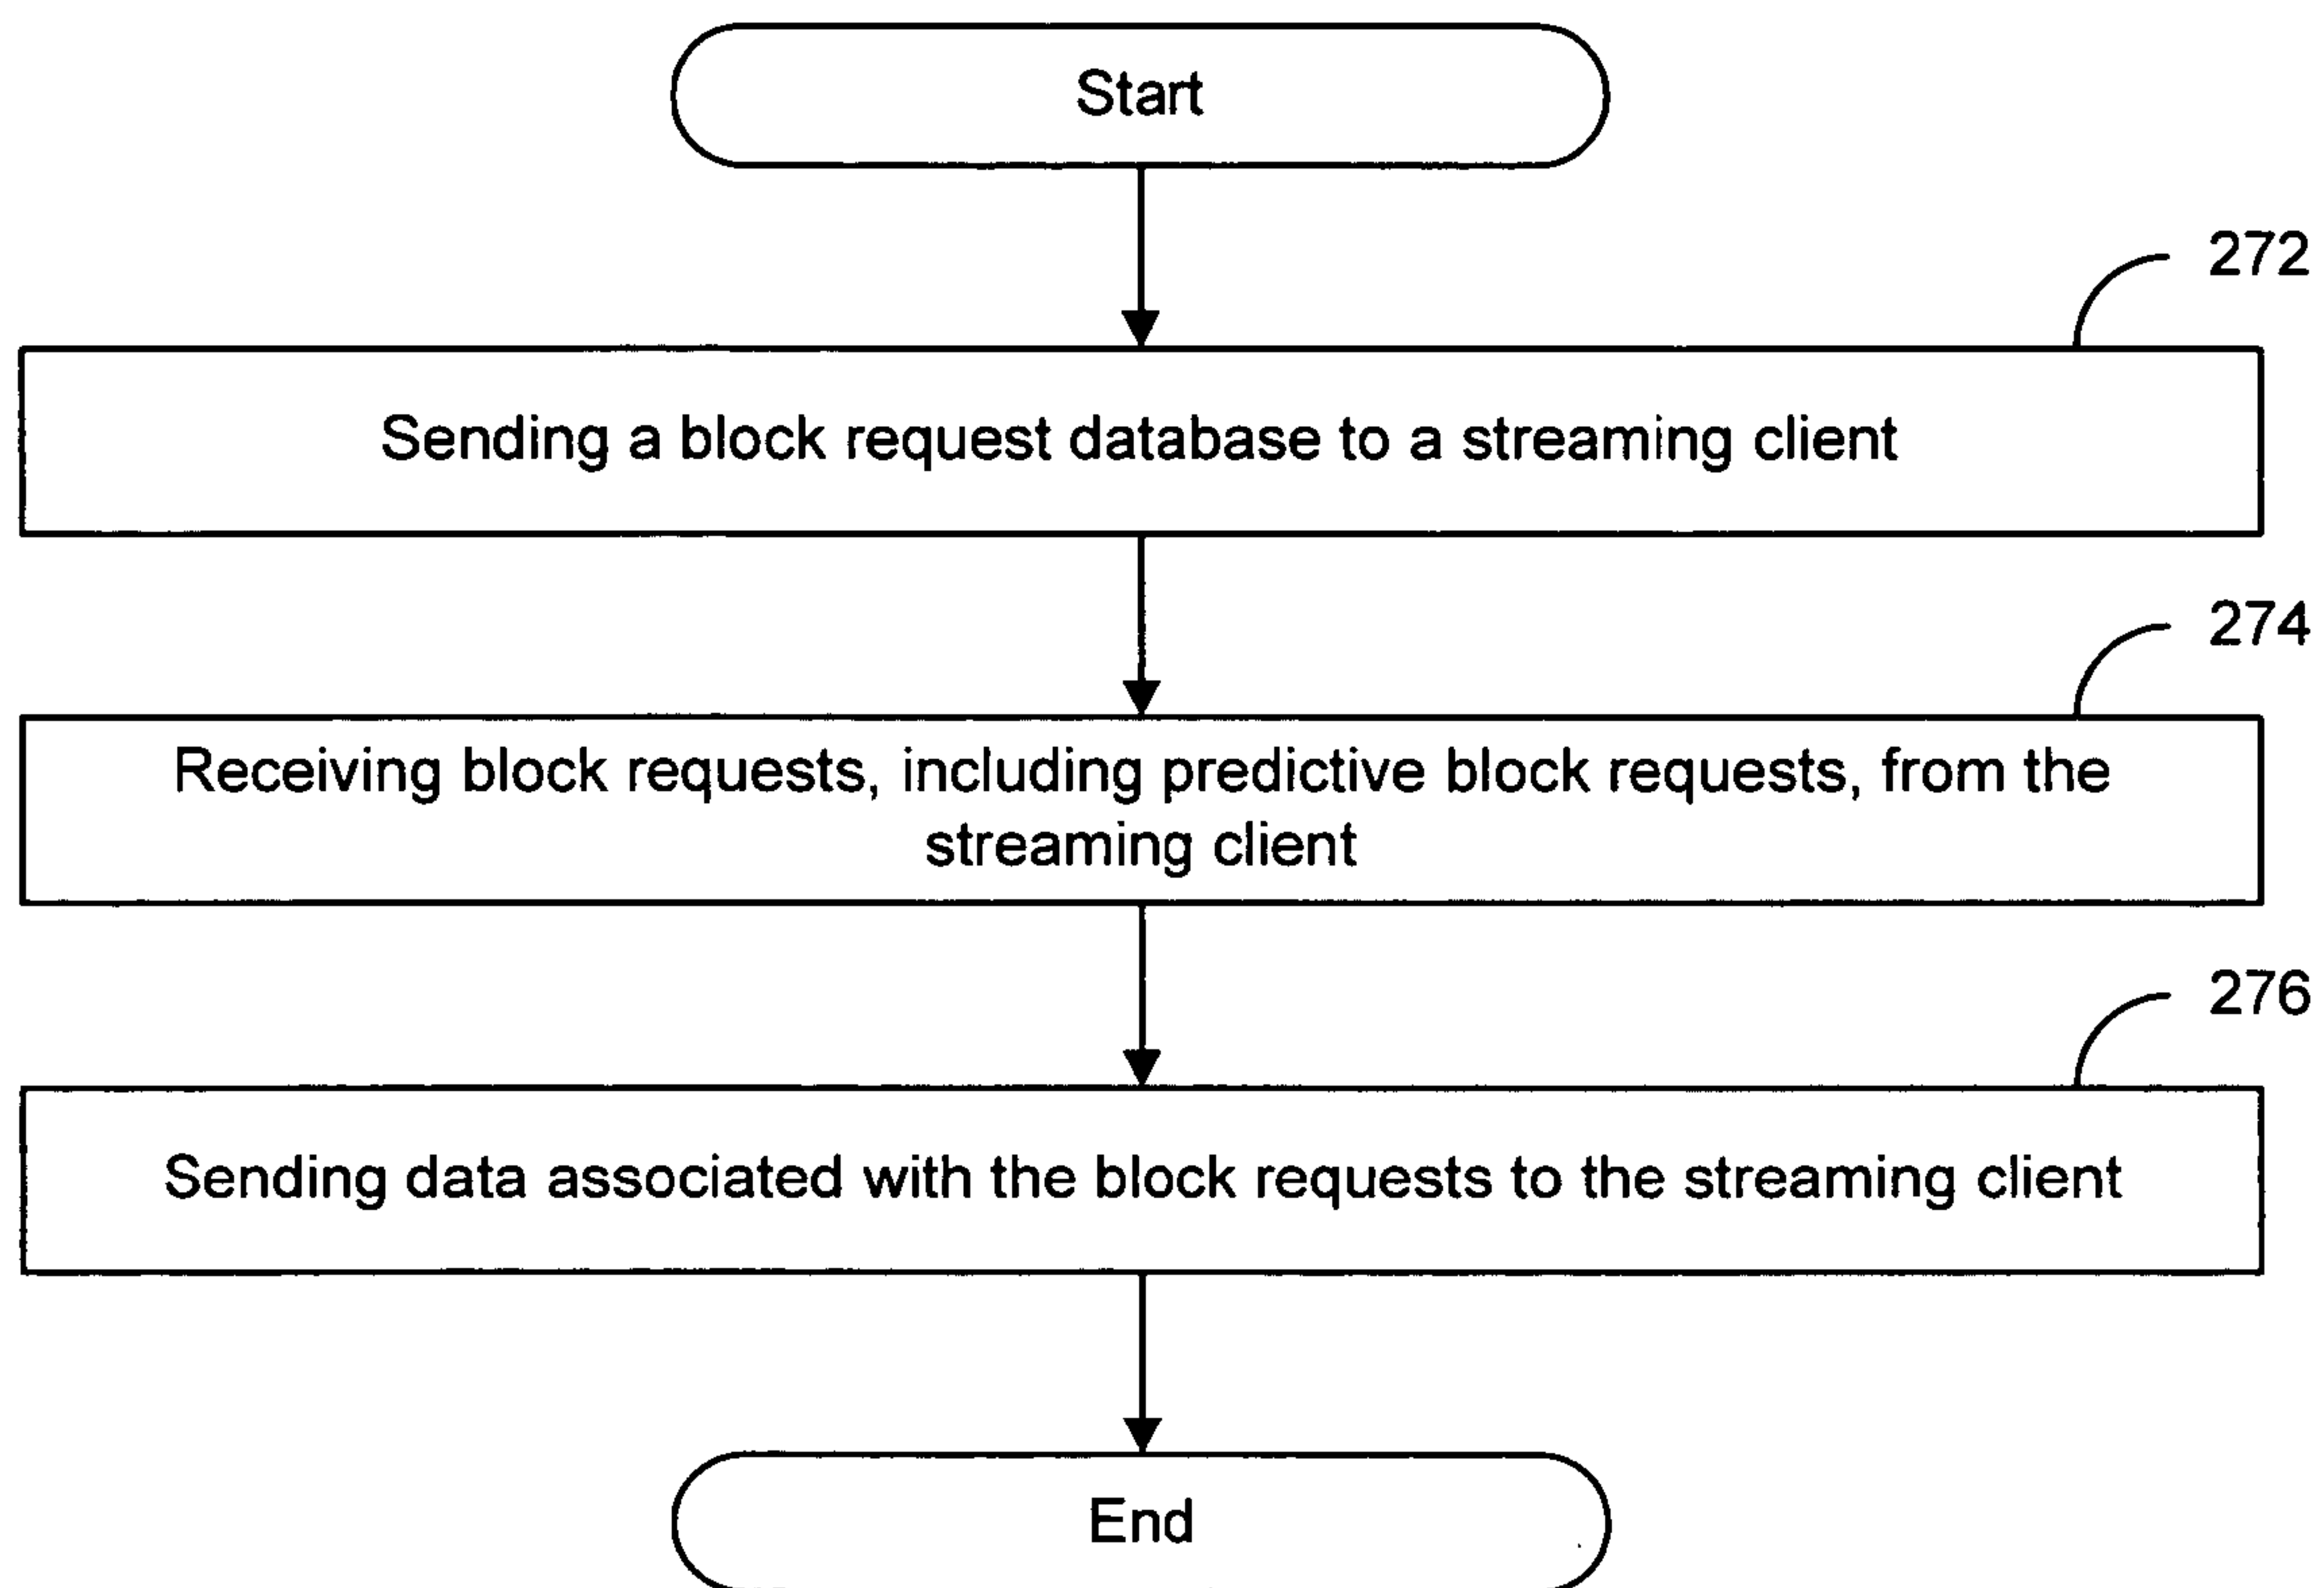 Start
272
Sending a block request database to a streaming client
274
Receiving block requests, including predictive block requests, from the
streaming client
276
Sending data associated with the block requests to the streaming client
End